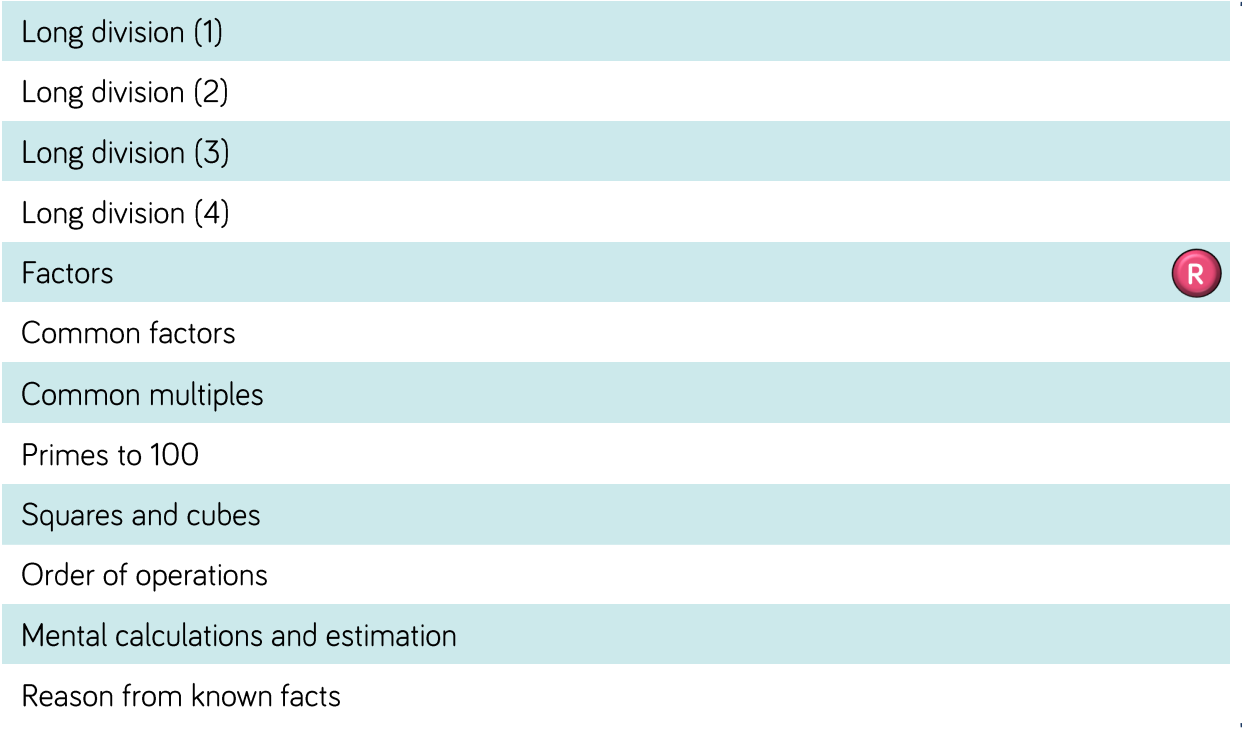 Long division (1)
Long division (2)
Long division (3)
Long division (4)
Factors R
Common factors
Common multiples
Primes to 100
Squares and cubes
Order of operations
Mental calculations and estimation
Reason from known facts